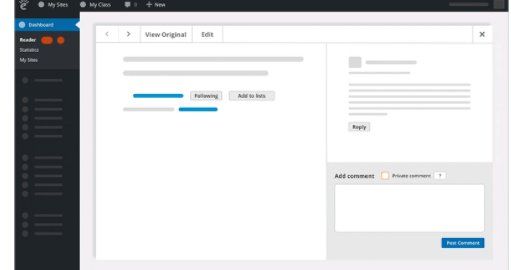 My Sites My Class 0 + New
Dashboard
Reader
Statistics
My Sites
< > View Original Edit ×
Following Add to lists
Reply
Add comment Private comment ?
Post Comment